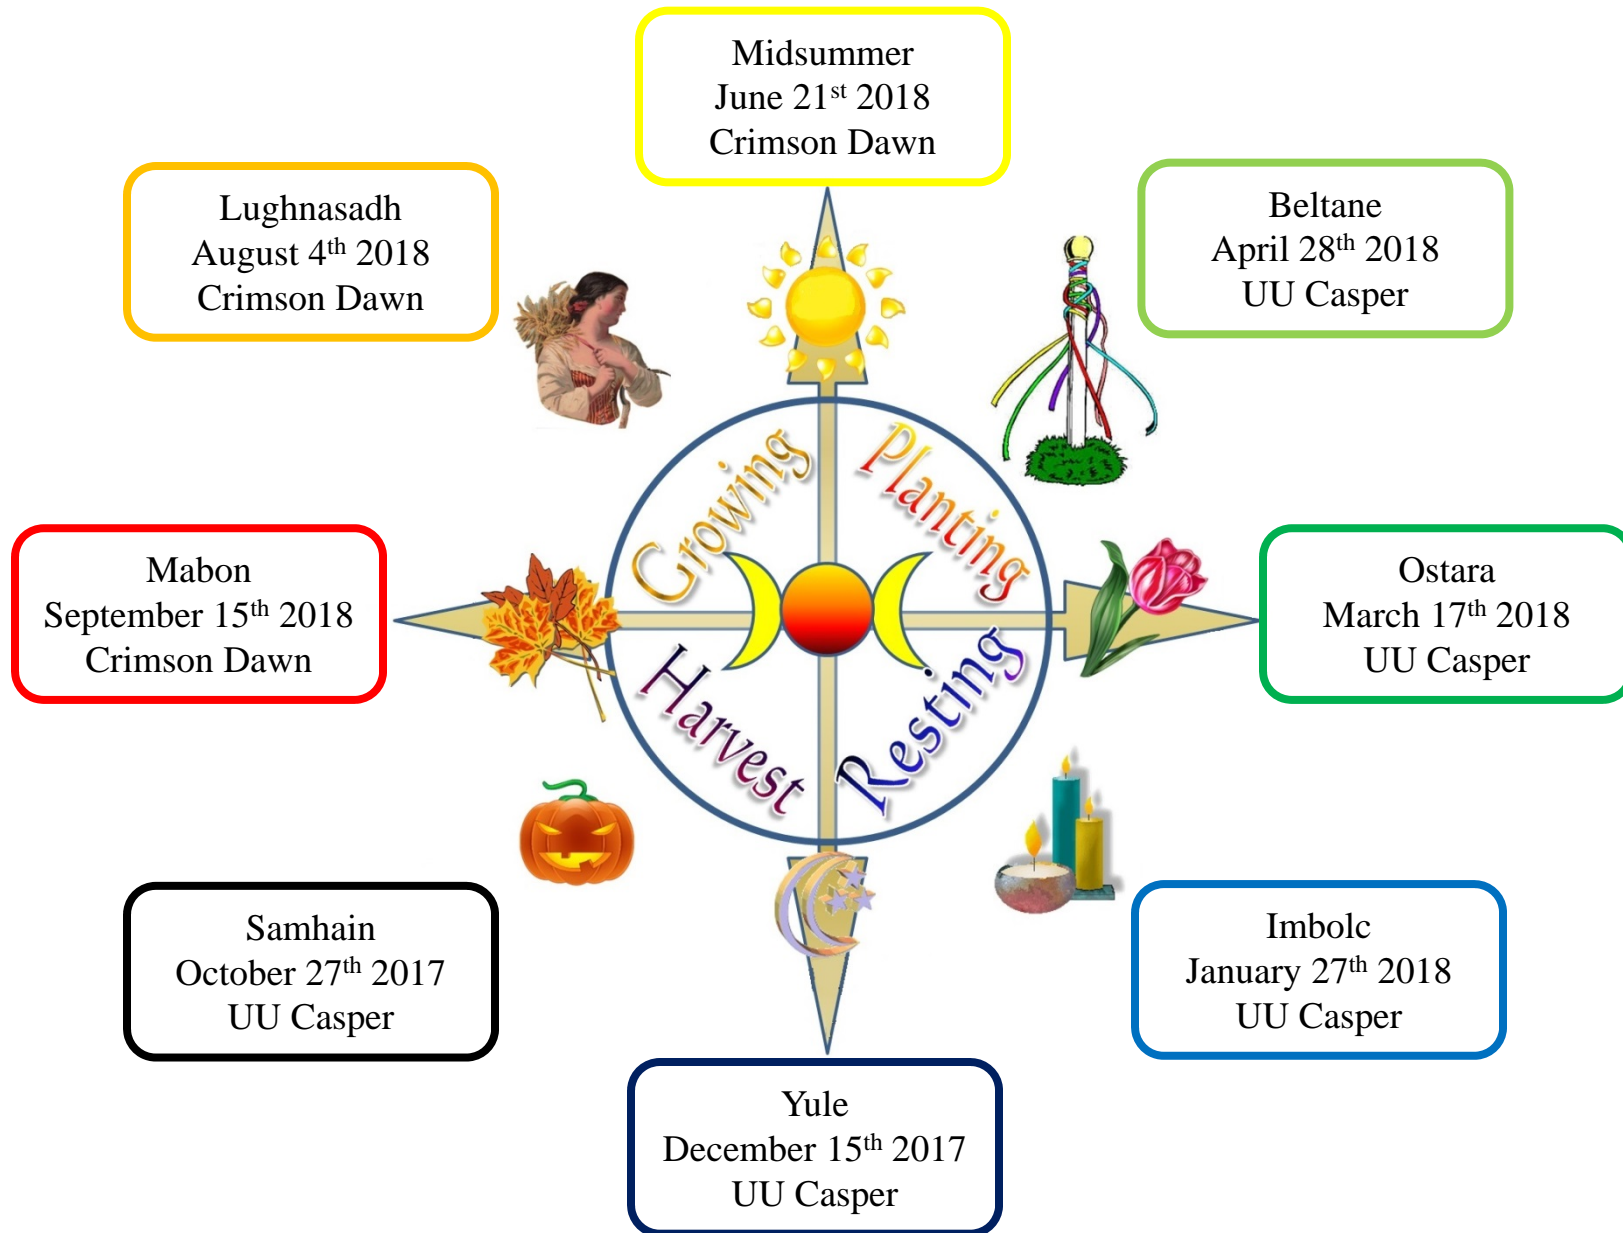 Midsummer
June 21st 2018
Crimson Dawn
Lughnasadh
August 4th 2018
Crimson Dawn
Beltane
April 28th 2018
UU Casper
Growing
Planting
Mabon
September 15th 2018
Crimson Dawn
Ostara
March 17th 2018
UU Casper
Harvest
Resting
Samhain
October 27th 2017
UU Casper
Imbolc
January 27th 2018
UU Casper
Yule
December 15th 2017
UU Casper